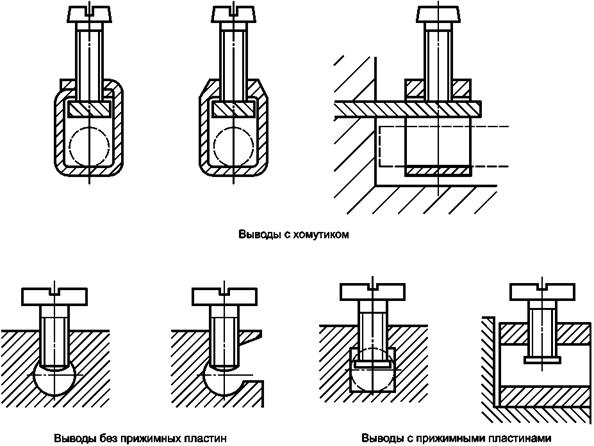 Выводы с хомутиком
Выводы без прижимных пластин
Выводы с прижимными пластинами